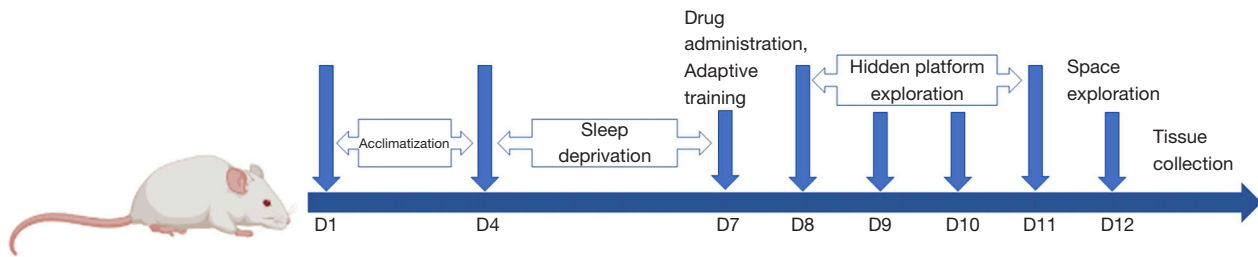 Drug
administration,
Adaptive
training
Hidden platform
exploration
Space
exploration
Acclimatization
Sleep
deprivation
Tissue
collection
D1
D4
D7
D8
D9
D10
D11
D12